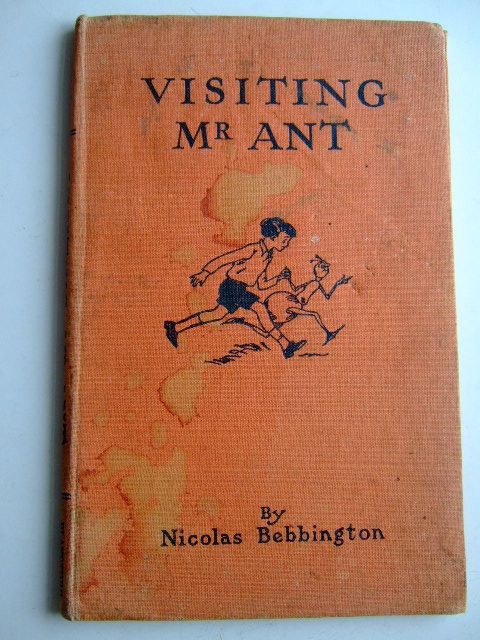 VISITING
MR ANT
By
Nicolas Bebbington